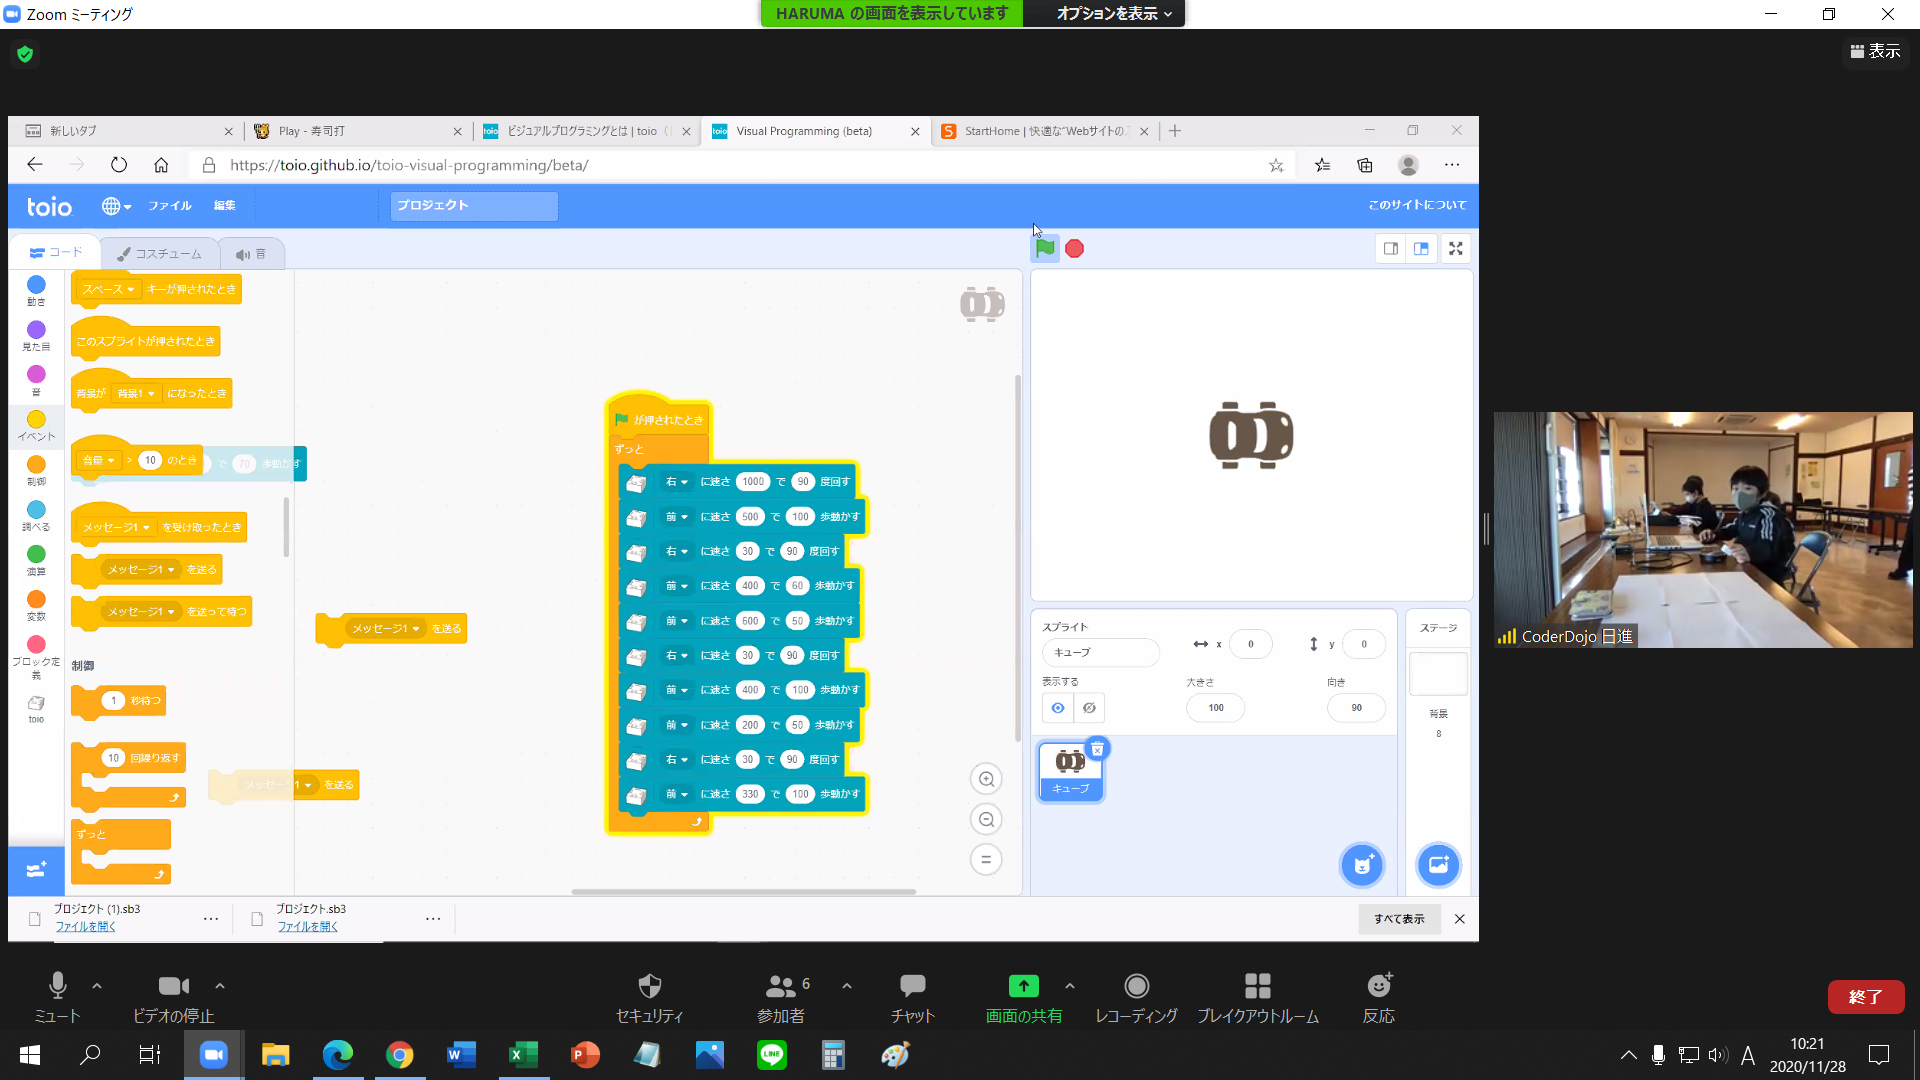 Zoom ミーティング
HARUMA の画面を表示しています
オプションを表示
表示
新しいタブ
Play - 寿司打
ビジュアルプログラミングとは | toio（
Visual Programming (beta)
StartHome | 快適な"Webサイトの
https://toio.github.io/toio-visual-programming/beta/
toio
ファイル
編集
プロジェクト
このサイトについて
コード
コスチューム
音
動き
見た目
音
イベント
制御
調べる
演算
変数
ブロック定義
toio
スペース キーが押されたとき
このスプライトが押されたとき
背景が 背景1 になったとき
音量 > 10 のとき
で 70 歩動かす
メッセージ1 を受け取ったとき
メッセージ1 を送る
メッセージ1 を送って待つ
制御
1 秒待つ
10 回繰り返す
ずっと
メッセージ1 を送る
メッセージ1 を送る
が押されたとき
ずっと
右 に速さ 1000 で 90 度回す
前 に速さ 500 で 100 歩動かす
右 に速さ 30 で 90 度回す
前 に速さ 400 で 60 歩動かす
前 に速さ 600 で 50 歩動かす
右 に速さ 30 で 90 度回す
前 に速さ 400 で 100 歩動かす
前 に速さ 200 で 50 歩動かす
右 に速さ 30 で 90 度回す
前 に速さ 330 で 100 歩動かす
スプライト
キューブ
x 0
y 0
表示する
大きさ
100
向き
90
キューブ
ステージ
背景
8
CoderDojo 日進
プロジェクト (1).sb3
ファイルを開く
プロジェクト.sb3
ファイルを開く
すべて表示
ミュート
ビデオの停止
セキュリティ
6
参加者
チャット
画面の共有
レコーディング
ブレイクアウトルーム
反応
終了
LINE
A
10:21
2020/11/28